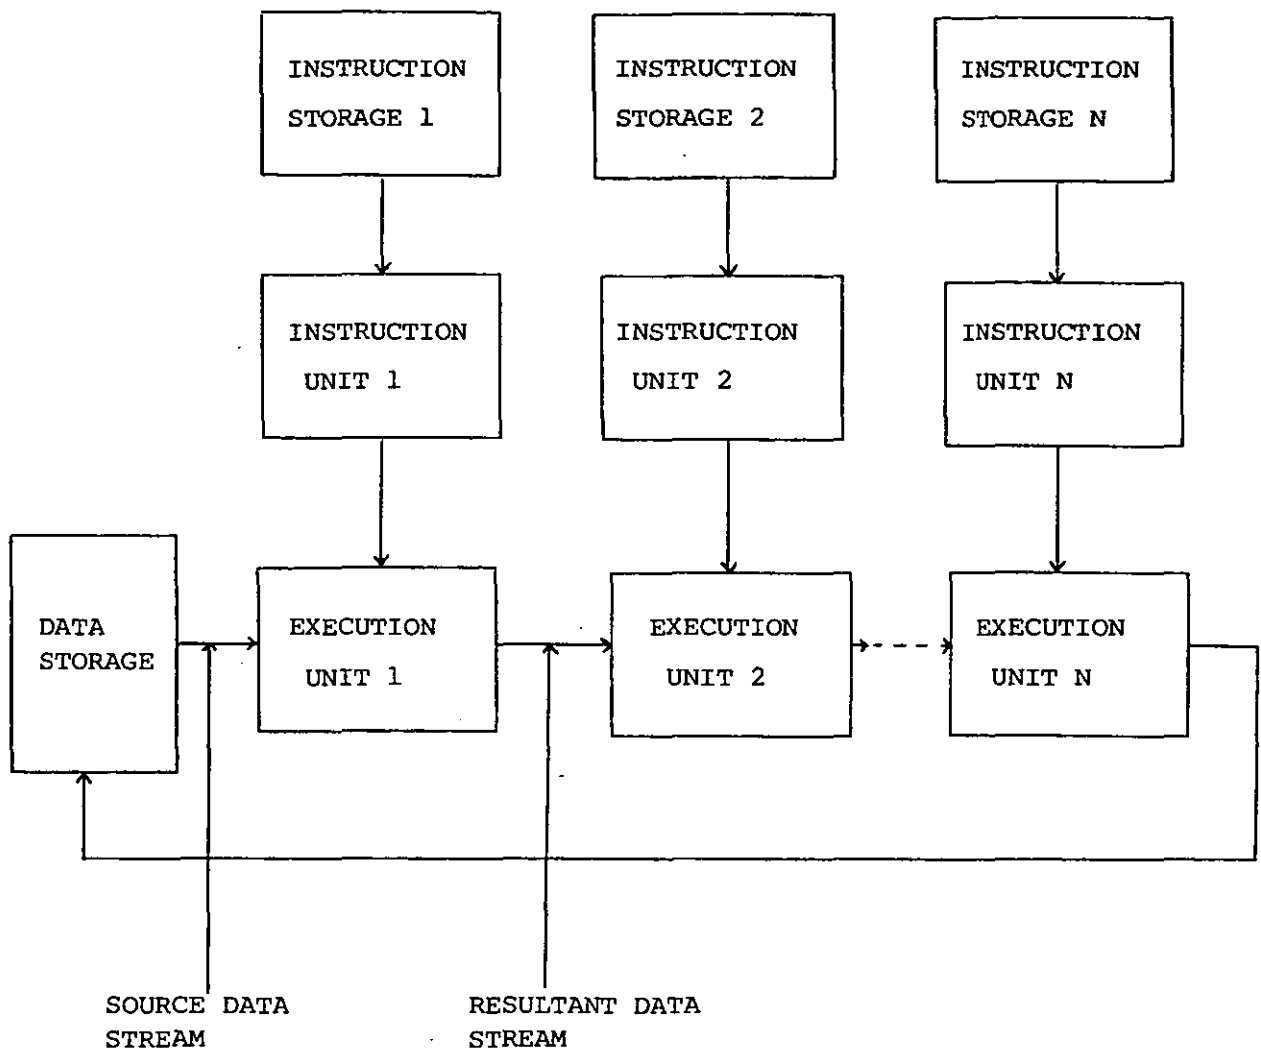 INSTRUCTION
STORAGE 1
INSTRUCTION
STORAGE 2
INSTRUCTION
STORAGE N
INSTRUCTION
UNIT 1
INSTRUCTION
UNIT 2
INSTRUCTION
UNIT N
DATA
STORAGE
EXECUTION
UNIT 1
EXECUTION
UNIT 2
EXECUTION
UNIT N
SOURCE DATA
STREAM
RESULTANT DATA
STREAM